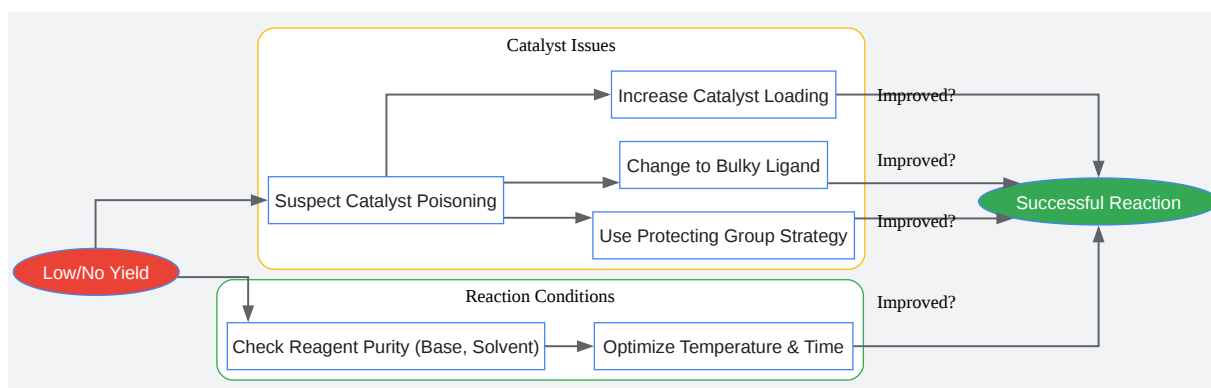 Catalyst Issues
Increase Catalyst Loading
Improved?
Change to Bulky Ligand
Improved?
Suspect Catalyst Poisoning
Successful Reaction
Use Protecting Group Strategy
Improved?
Low/No Yield
Reaction Conditions
Improved?
Check Reagent Purity (Base, Solvent)
Optimize Temperature & Time